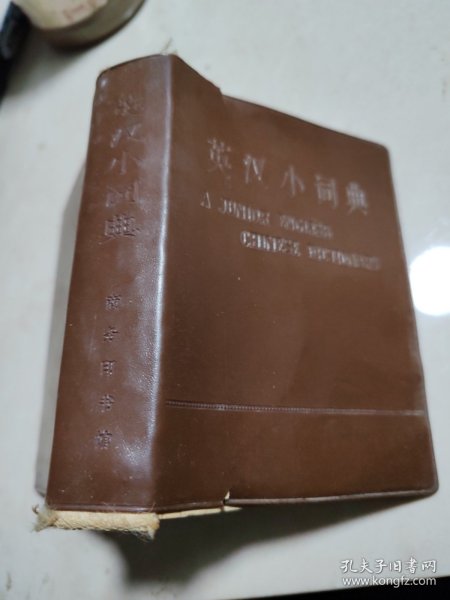 英汉小词典
商务印书馆
英汉小词典
A JUNIOR ENGLISH
CHINESE DICTIONARY
孔夫子旧书网
www.kongfz.com